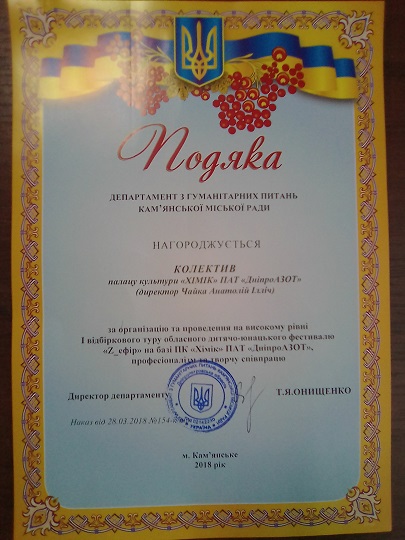 Подяка
ДЕПАРТАМЕНТ З ГУМАНІТАРНИХ ПИТАНЬ
КАМ'ЯНСЬКОЇ МІСЬКОЇ РАДИ
НАГОРОДЖУЄТЬСЯ
КОЛЕКТИВ
палацу культури «ХІМІК» ПАТ «ДніпроАЗОТ»
(директор Чайка Анатолій Ілліч)
за організацію та проведення на високому рівні
І відбіркового туру обласного дитячо-юнацького фестивалю
«Z_ефір» на базі ПК «Хімік» ПАТ «ДніпроАЗОТ»,
професіоналізм та творчу співпрацю
Директор департаменту Т.Я.ОНИЩЕНКО
Наказ від 28.03 2018 №154
УКРАЇНА
м. Кам'янське
2018 рік